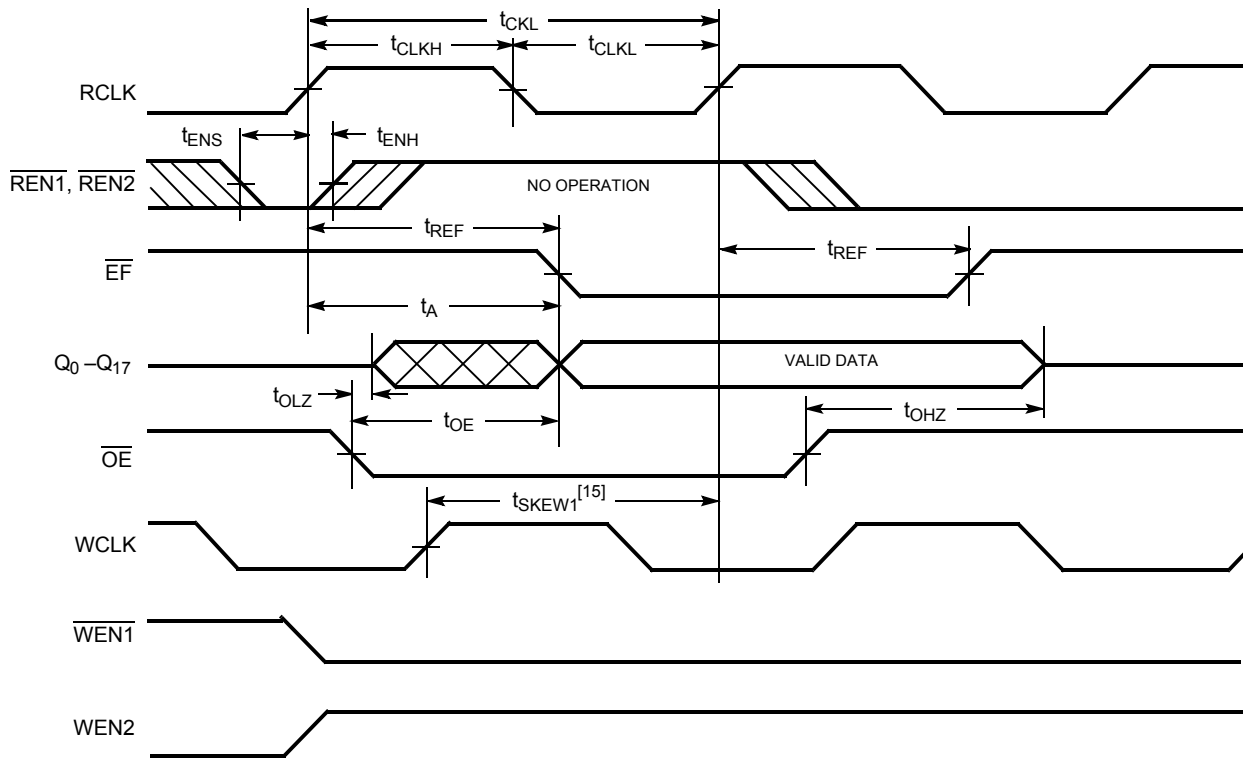 tCKL
tCLKH
tCLKL
RCLK
tENS
tENH
REN1, REN2
NO OPERATION
tREF
tREF
EF
tA
Q0 –Q17
VALID DATA
tOLZ
tOE
tOHZ
OE
tSKEW1[15]
WCLK
WEN1
WEN2